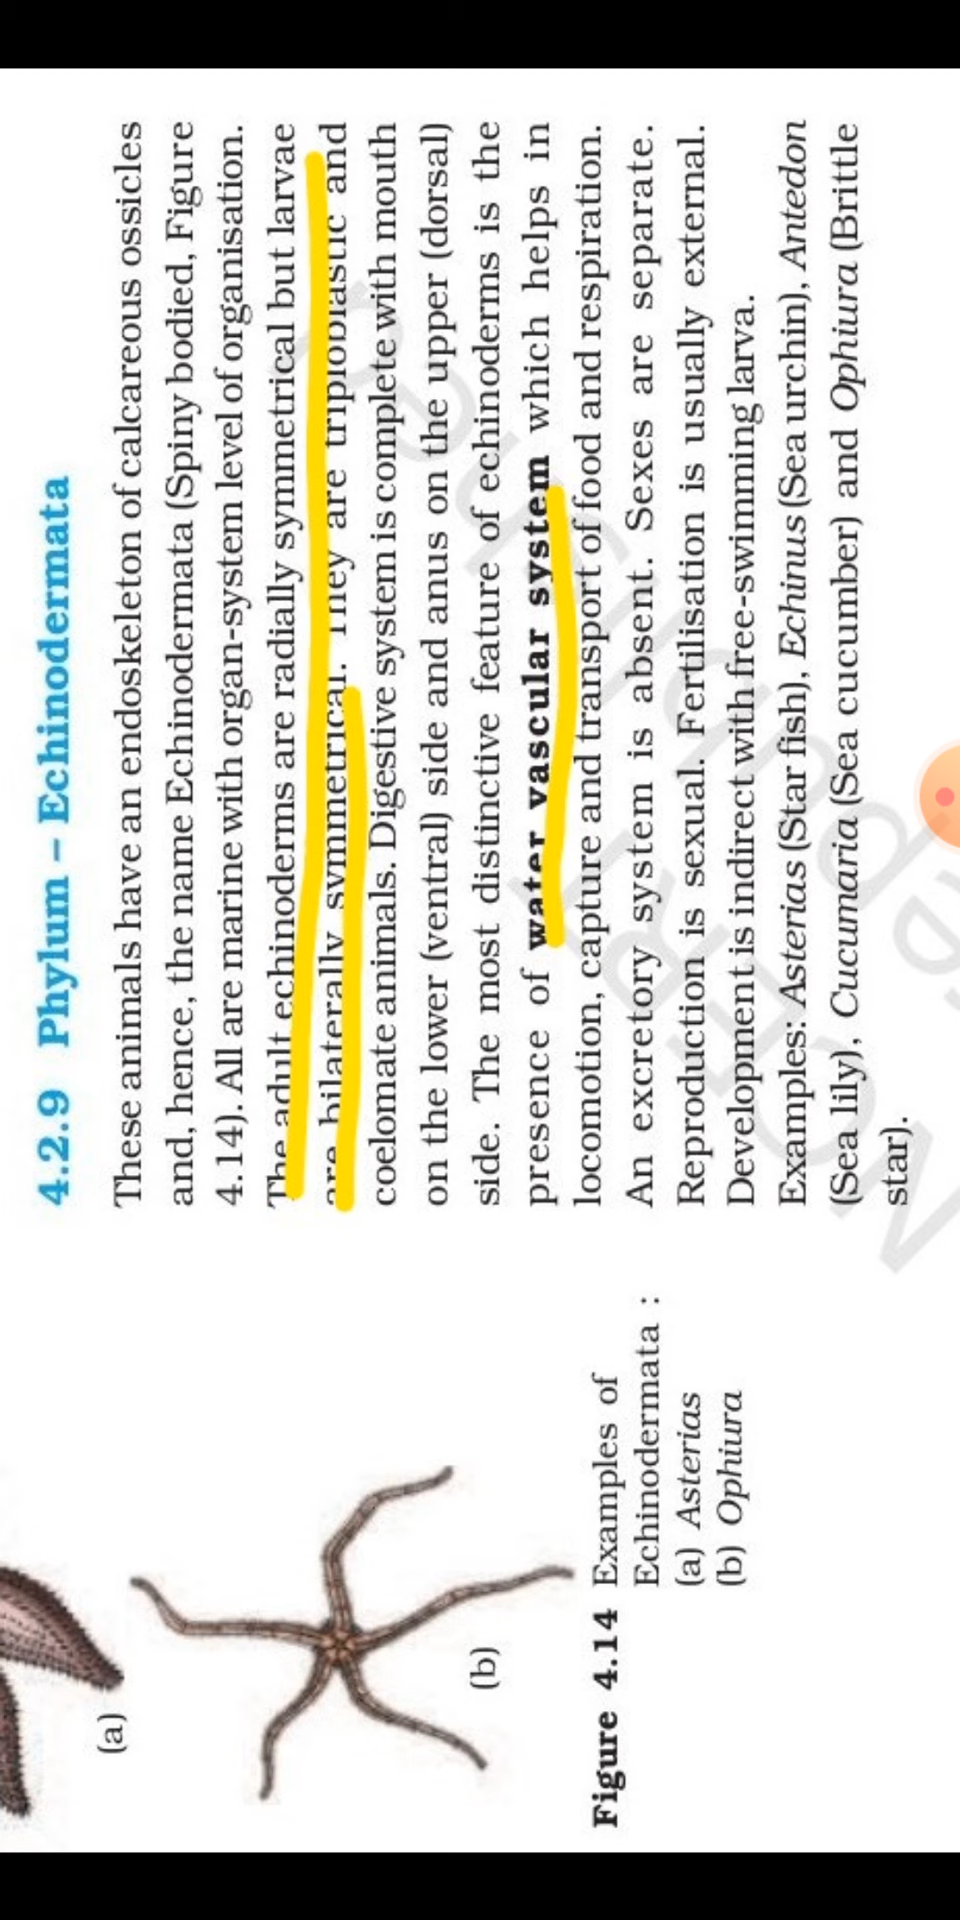 4.2.9 Phylum – Echinodermata
These animals have an endoskeleton of calcareous ossicles
and, hence, the name Echinodermata (Spiny bodied, Figure
4.14). All are marine with organ-system level of organisation.
The adult echinoderms are radially symmetrical but larvae
are bilaterally symmetrical. They are triploblastic and
coelomate animals. Digestive system is complete with mouth
on the lower (ventral) side and anus on the upper (dorsal)
side. The most distinctive feature of echinoderms is the
presence of water vascular system which helps in
locomotion, capture and transport of food and respiration.
An excretory system is absent. Sexes are separate.
Reproduction is sexual. Fertilisation is usually external.
Development is indirect with free-swimming larva.
Examples: Asterias (Star fish), Echinus (Sea urchin), Antedon
(Sea lily), Cucumaria (Sea cucumber) and Ophiura (Brittle
star).
(a)
(b)
Figure 4.14 Examples of
Echinodermata :
(a) Asterias
(b) Ophiura